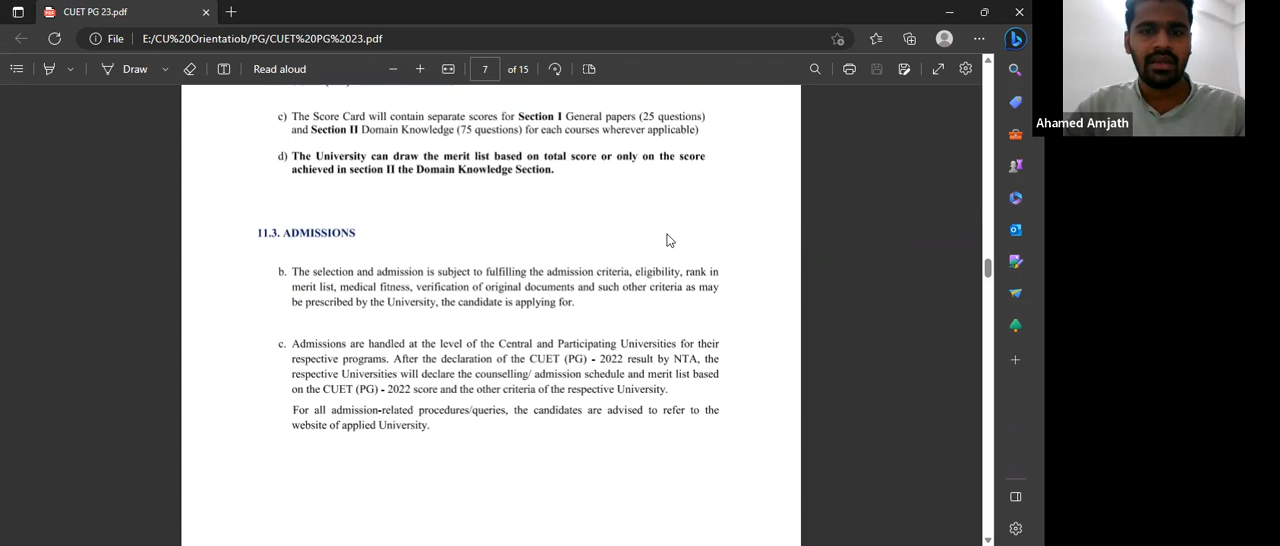 CUET PG 23.pdf
File E:/CU%20Orientatiob/PG/CUET%20PG%2023.pdf
Draw Read aloud 7 of 15
c) The Score Card will contain separate scores for Section I General papers (25 questions)
and Section II Domain Knowledge (75 questions) for each courses wherever applicable)
d) The University can draw the merit list based on total score or only on the score
achieved in section II the Domain Knowledge Section.
11.3. ADMISSIONS
b. The selection and admission is subject to fulfilling the admission criteria, eligibility, rank in
merit list, medical fitness, verification of original documents and such other criteria as may
be prescribed by the University, the candidate is applying for.
c. Admissions are handled at the level of the Central and Participating Universities for their
respective programs. After the declaration of the CUET (PG) - 2022 result by NTA, the
respective Universities will declare the counselling/ admission schedule and merit list based
on the CUET (PG) - 2022 score and the other criteria of the respective University.
For all admission-related procedures/queries, the candidates are advised to refer to the
website of applied University.
Ahamed Amjath